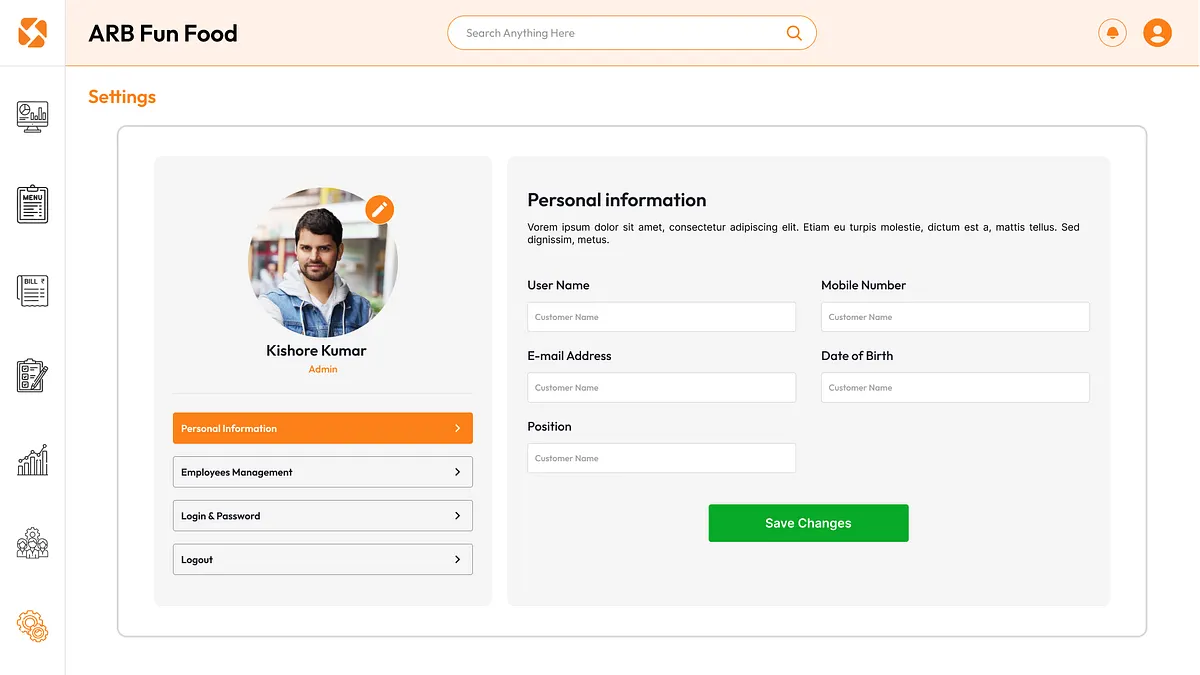 ARB Fun Food
Search Anything Here
Settings
MENU
BILL ₹
Kishore Kumar
Admin
Personal Information
Employees Management
Login & Password
Logout
Personal information
Vorem ipsum dolor sit amet, consectetur adipiscing elit. Etiam eu turpis molestie, dictum est a, mattis tellus. Sed
dignissim, metus.
User Name
Mobile Number
Customer Name
Customer Name
E-mail Address
Date of Birth
Customer Name
Customer Name
Position
Customer Name
Save Changes